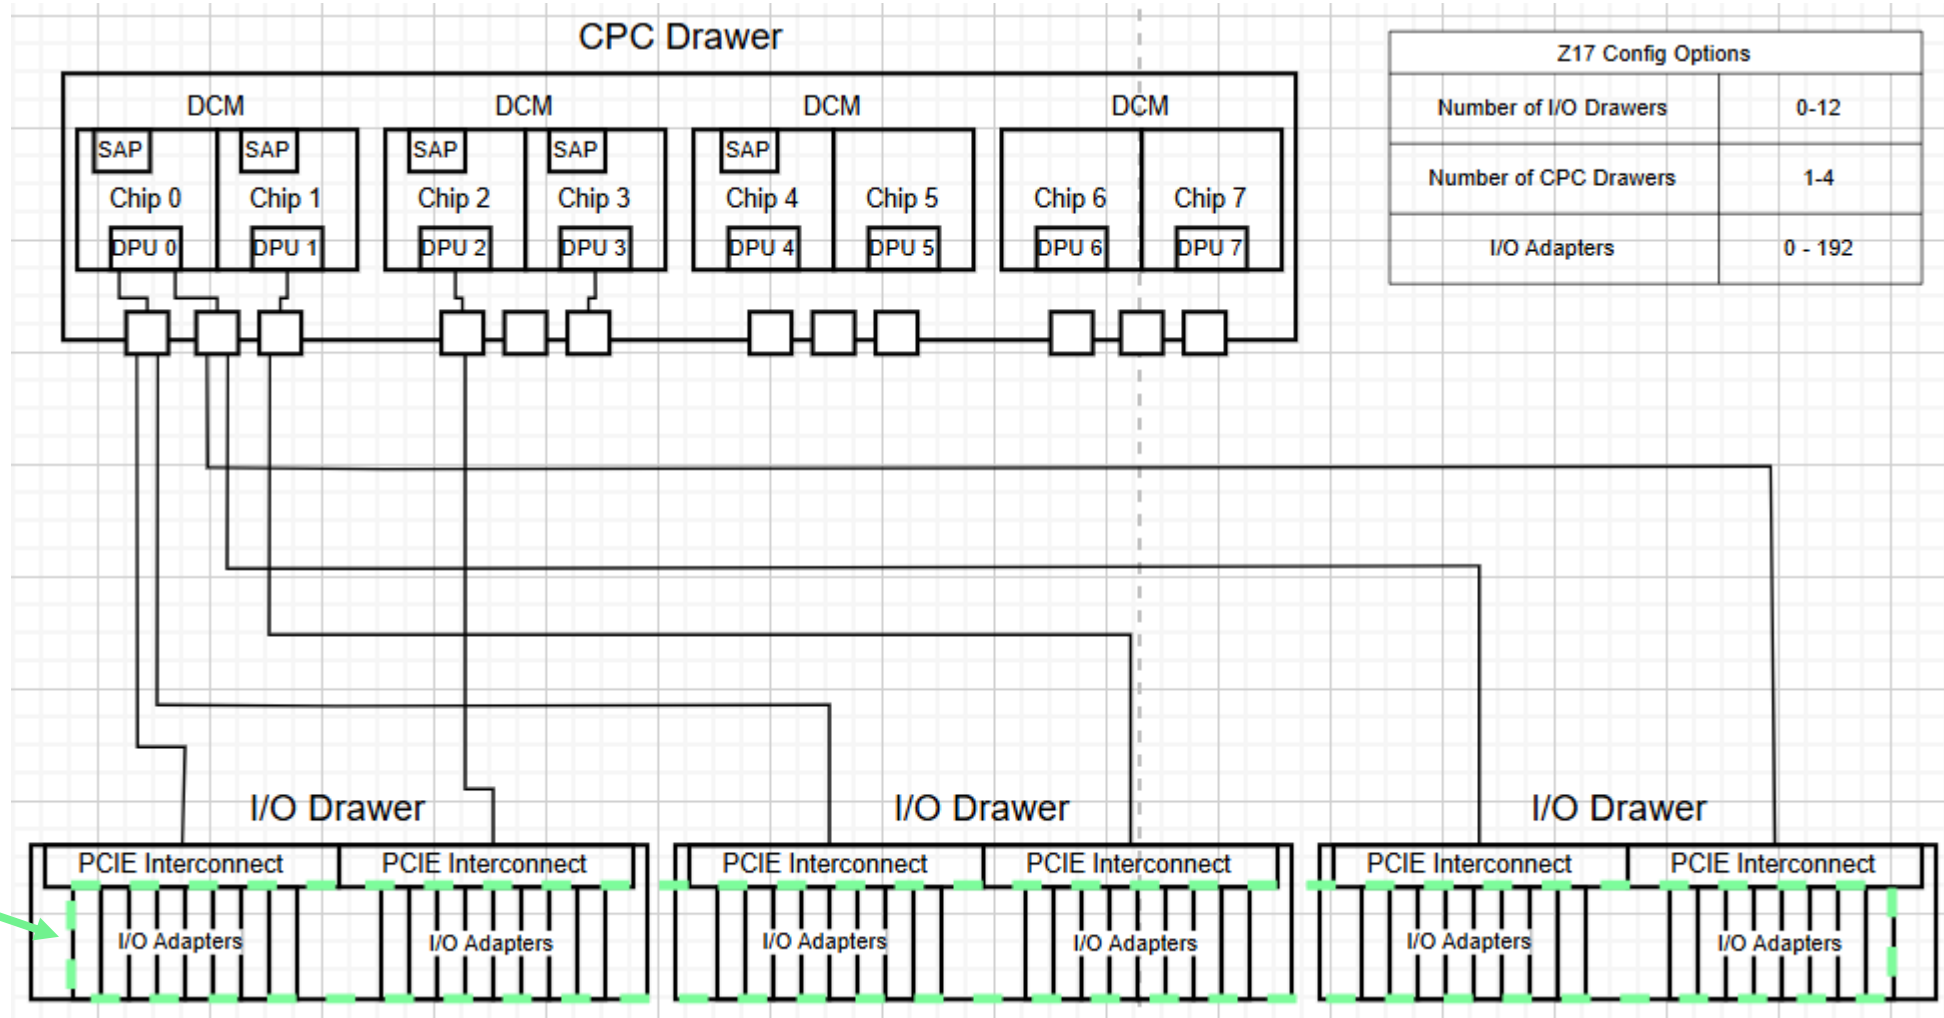 CPC Drawer
DCM
DCM
DCM
DCM
SAP
SAP
SAP
SAP
SAP
Chip 0
Chip 1
Chip 2
Chip 3
Chip 4
Chip 5
Chip 6
Chip 7
DPU 0
DPU 1
DPU 2
DPU 3
DPU 4
DPU 5
DPU 6
DPU 7
Z17 Config Options
Number of I/O Drawers
0-12
Number of CPC Drawers
1-4
I/O Adapters
0 - 192
I/O Drawer
I/O Drawer
I/O Drawer
PCIE Interconnect
PCIE Interconnect
PCIE Interconnect
PCIE Interconnect
PCIE Interconnect
PCIE Interconnect
I/O Adapters
I/O Adapters
I/O Adapters
I/O Adapters
I/O Adapters
I/O Adapters